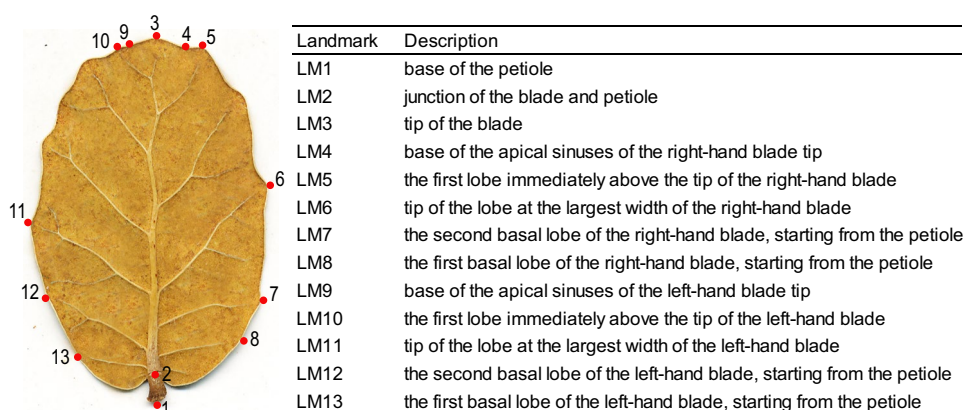 3
9
10
4
5
6
11
12
7
8
13
2
1
Landmark Description
LM1 base of the petiole
LM2 junction of the blade and petiole
LM3 tip of the blade
LM4 base of the apical sinuses of the right-hand blade tip
LM5 the first lobe immediately above the tip of the right-hand blade
LM6 tip of the lobe at the largest width of the right-hand blade
LM7 the second basal lobe of the right-hand blade, starting from the petiole
LM8 the first basal lobe of the right-hand blade, starting from the petiole
LM9 base of the apical sinuses of the left-hand blade tip
LM10 the first lobe immediately above the tip of the left-hand blade
LM11 tip of the lobe at the largest width of the left-hand blade
LM12 the second basal lobe of the left-hand blade, starting from the petiole
LM13 the first basal lobe of the left-hand blade, starting from the petiole